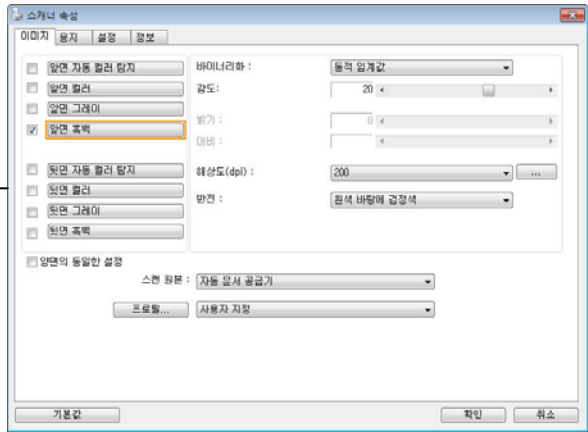 스캐너 속성
이미지 용지 설정 정보
앞면 자동 컬러 탐지
앞면 컬러
앞면 그레이
앞면 흑백
뒷면 자동 컬러 탐지
뒷면 컬러
뒷면 그레이
뒷면 흑백
바이너리화 : 동적 임계값
감도: 20
밝기 : 0
대비 :
해상도(dpi) : 200 ...
반전 : 흰색 바탕에 검정색
양면의 동일한 설정
스캔 원본 : 자동 문서 공급기
프로필... 사용자 지정
기본값 확인 취소